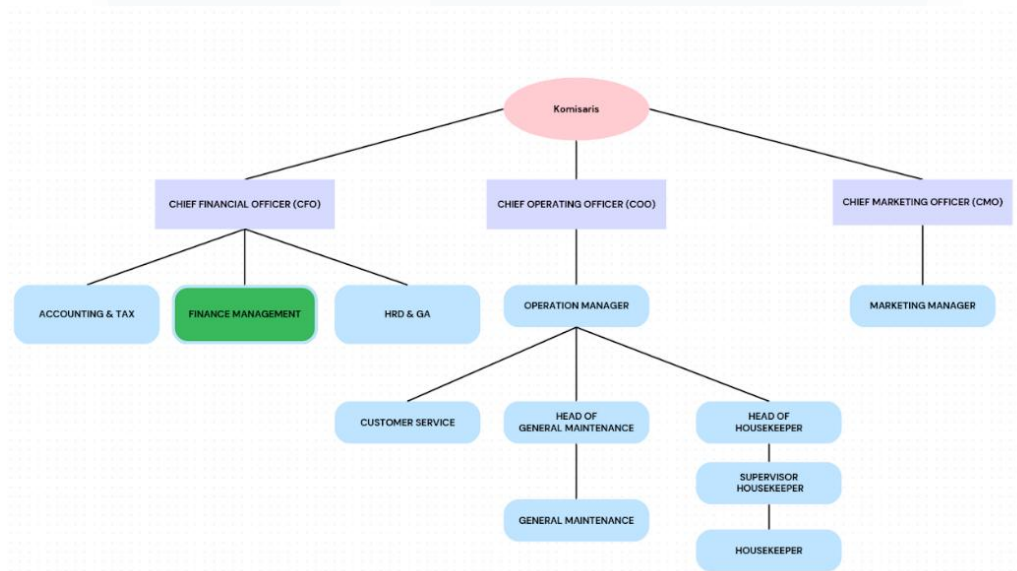 Komisaris
CHIEF FINANCIAL OFFICER (CFO)
CHIEF OPERATING OFFICER (COO)
CHIEF MARKETING OFFICER (CMO)
ACCOUNTING & TAX
FINANCE MANAGEMENT
HRD & GA
OPERATION MANAGER
MARKETING MANAGER
CUSTOMER SERVICE
HEAD OF
GENERAL MAINTENANCE
HEAD OF
HOUSEKEEPER
SUPERVISOR
HOUSEKEEPER
GENERAL MAINTENANCE
HOUSEKEEPER